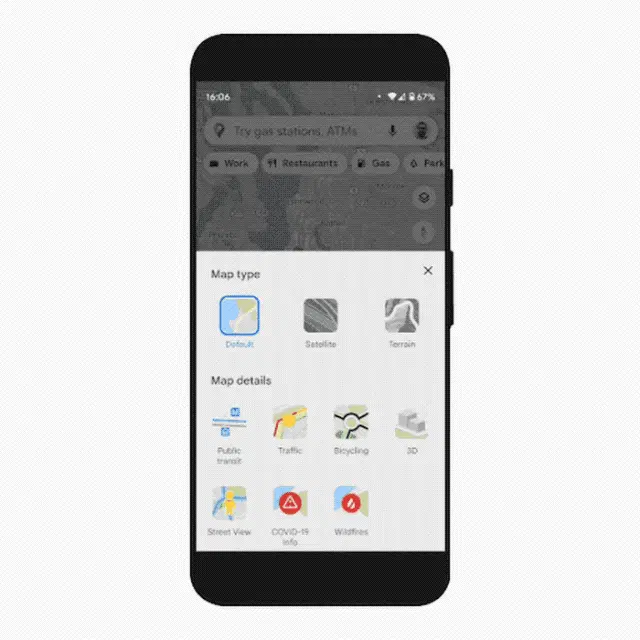 16:06
67%
Try gas stations, ATMs
Work
Restaurants
Gas
Park
Map type
Default
Satellite
Terrain
Map details
Public
transit
Traffic
Bicycling
3D
Street View
COVID-19
info
Wildfires